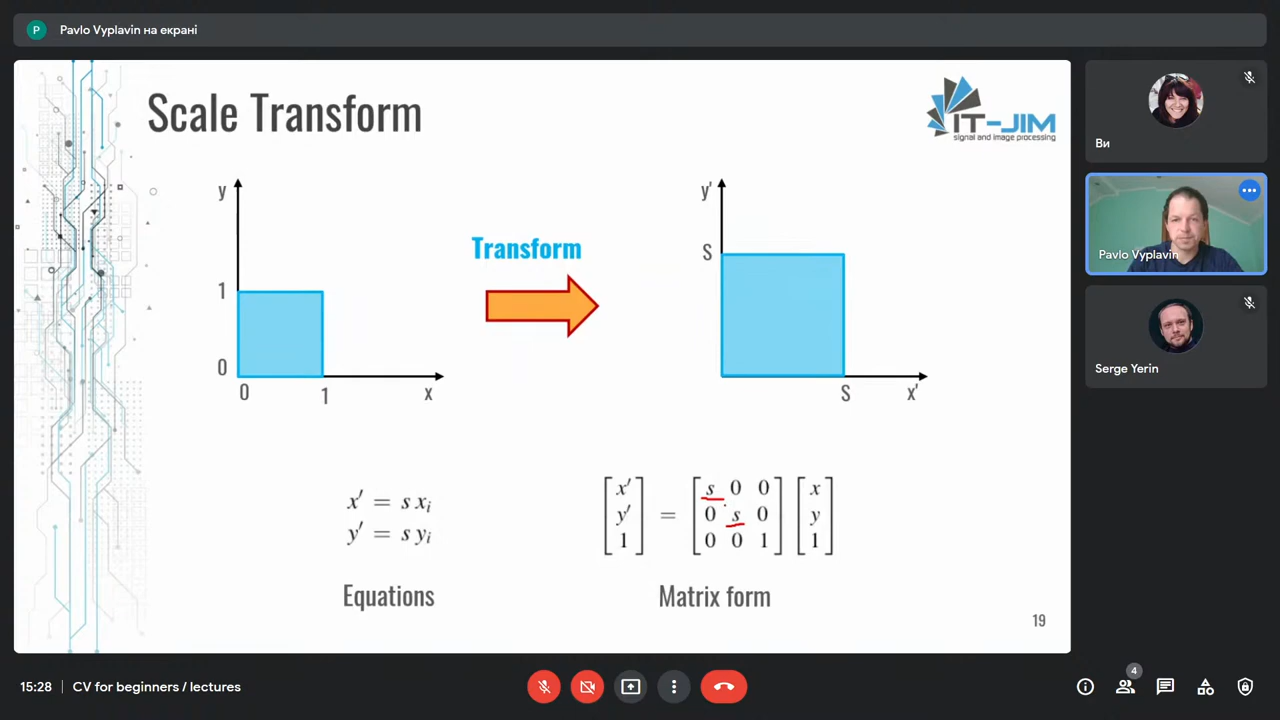 P Pavlo Vyplavin на екрані
Scale Transform
IT-JIM
signal and image processing
y
1
0
0
1
x
Transform
y'
S
S
x'
x′ = s xᵢ
y′ = s yᵢ
Equations
[x′ y′ 1] = [s 0 0
0 s 0
0 0 1] [x y 1]
Matrix form
19
Ви
Pavlo Vyplavin
Serge Yerin
15:28 | CV for beginners / lectures
4